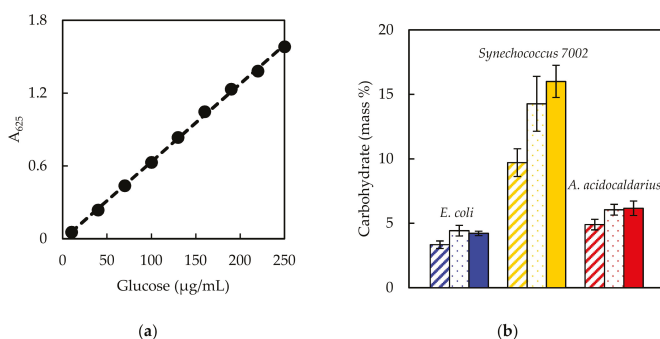 1.8
1.2
0.6
0
A625
0
50
100
150
200
250
Glucose (µg/mL)
(a)
20
15
10
5
0
Carbohydrate (mass %)
Synechococcus 7002
A. acidocaldarius
E. coli
(b)